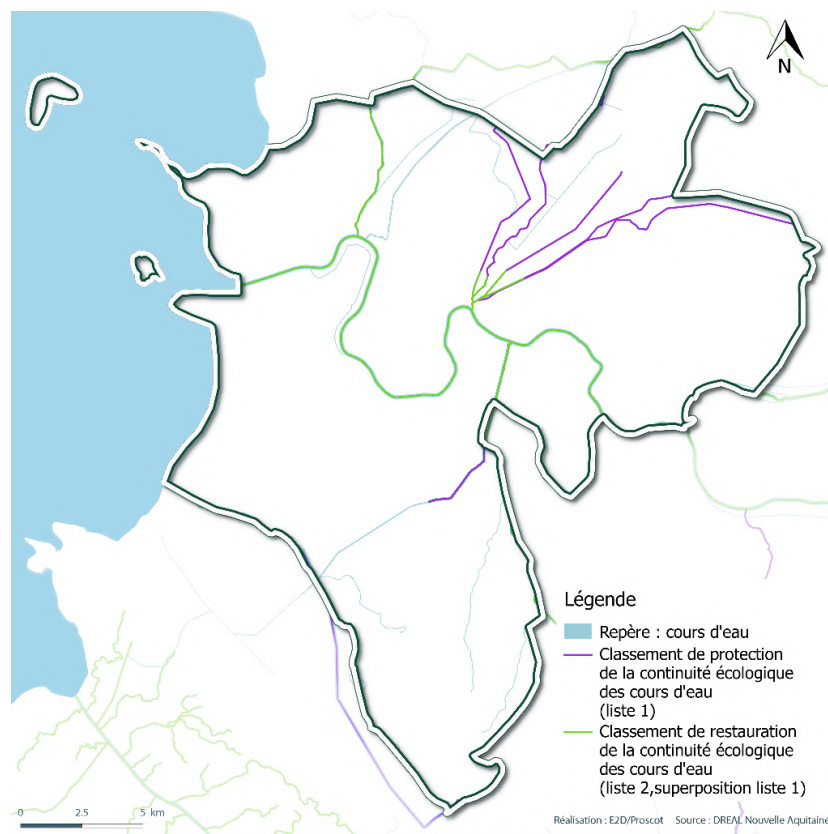 N
Légende
Repère : cours d'eau
Classement de protection
de la continuité écologique
des cours d'eau
(liste 1)
Classement de restauration
de la continuité écologique
des cours d'eau
(liste 2,superposition liste 1)
0 2.5 5 km
Réalisation : E2D/Proscot Source : DREAL Nouvelle Aquitaine